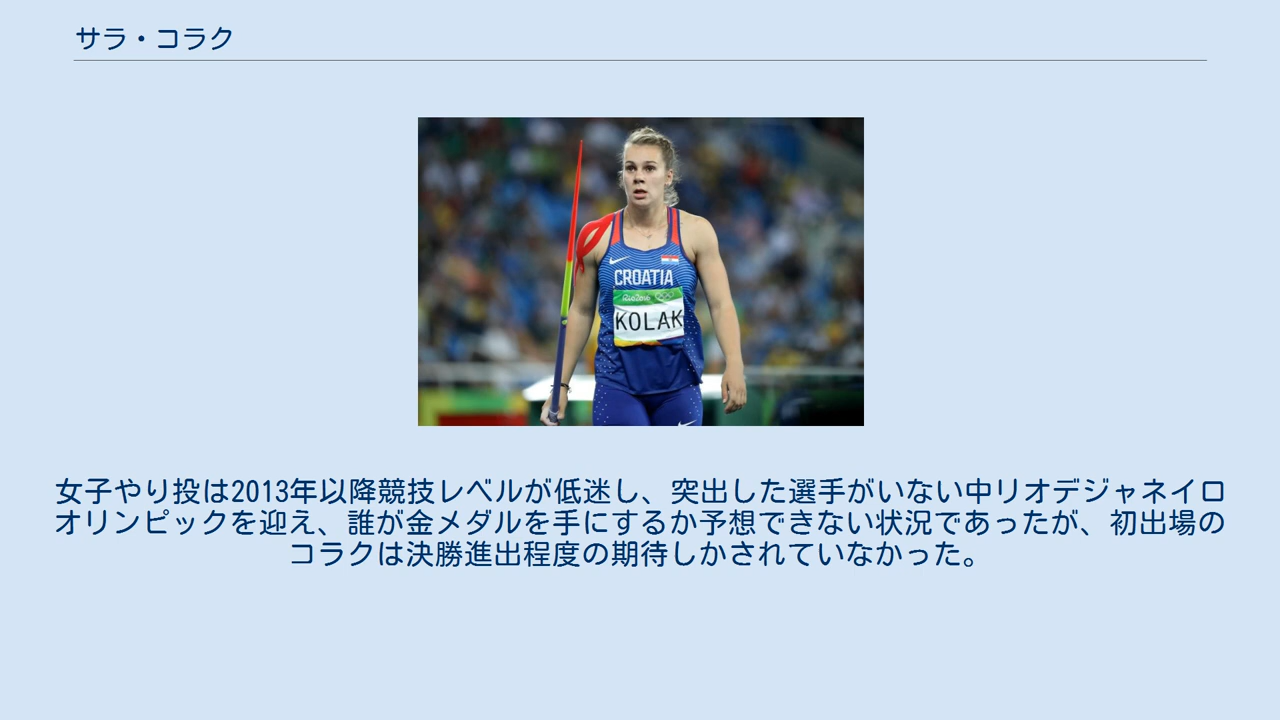 サラ・コラク
CROATIA
Rio2016
KOLAK
女子やり投は2013年以降競技レベルが低迷し、突出した選手がいない中リオデジャネイロ
オリンピックを迎え、誰が金メダルを手にするか予想できない状況であったが、初出場の
コラクは決勝進出程度の期待しかされていなかった。